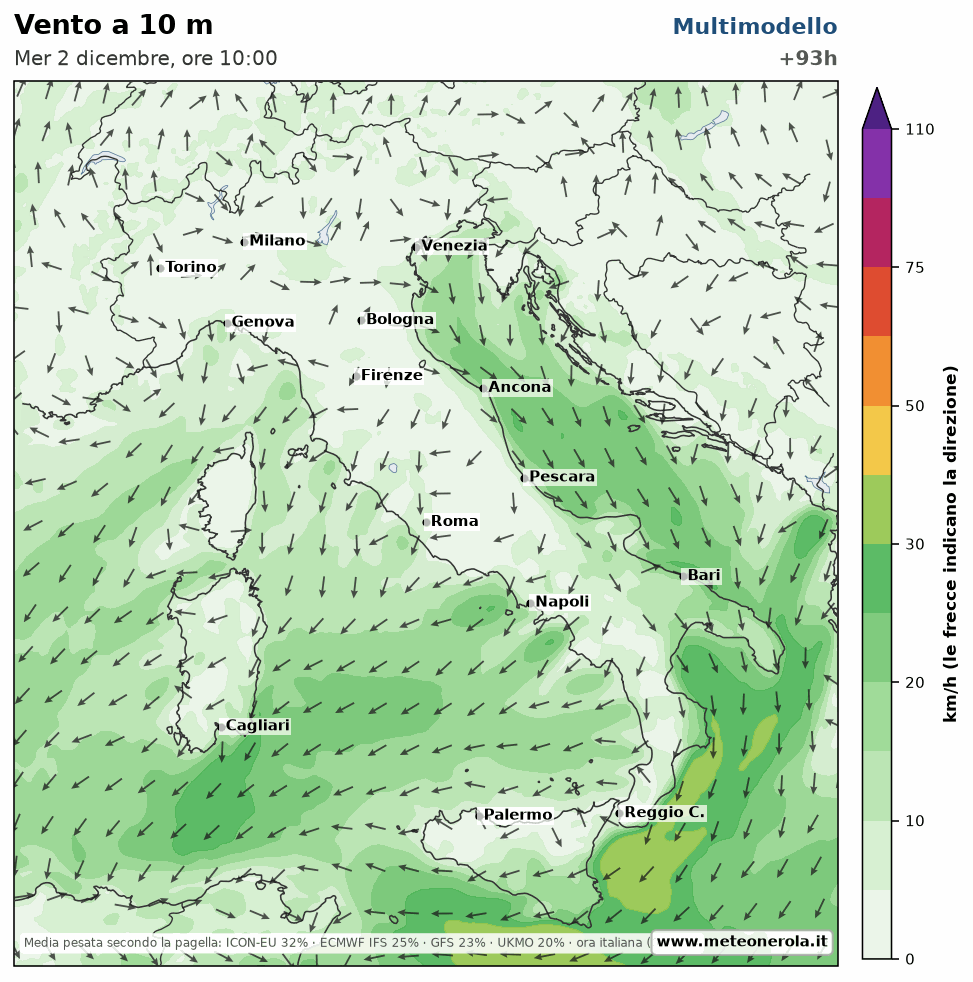 Vento a 10 m
Multimodello
Mer 2 dicembre, ore 10:00
+93h
110
75
50
30
20
10
0
km/h (le frecce indicano la direzione)
Milano
Venezia
Torino
Genova
Bologna
Firenze
Ancona
Pescara
Roma
Bari
Napoli
Cagliari
Palermo
Reggio C.
Media pesata secondo la pagella: ICON-EU 32% · ECMWF IFS 25% · GFS 23% · UKMO 20% · ora italiana (
www.meteonerola.it